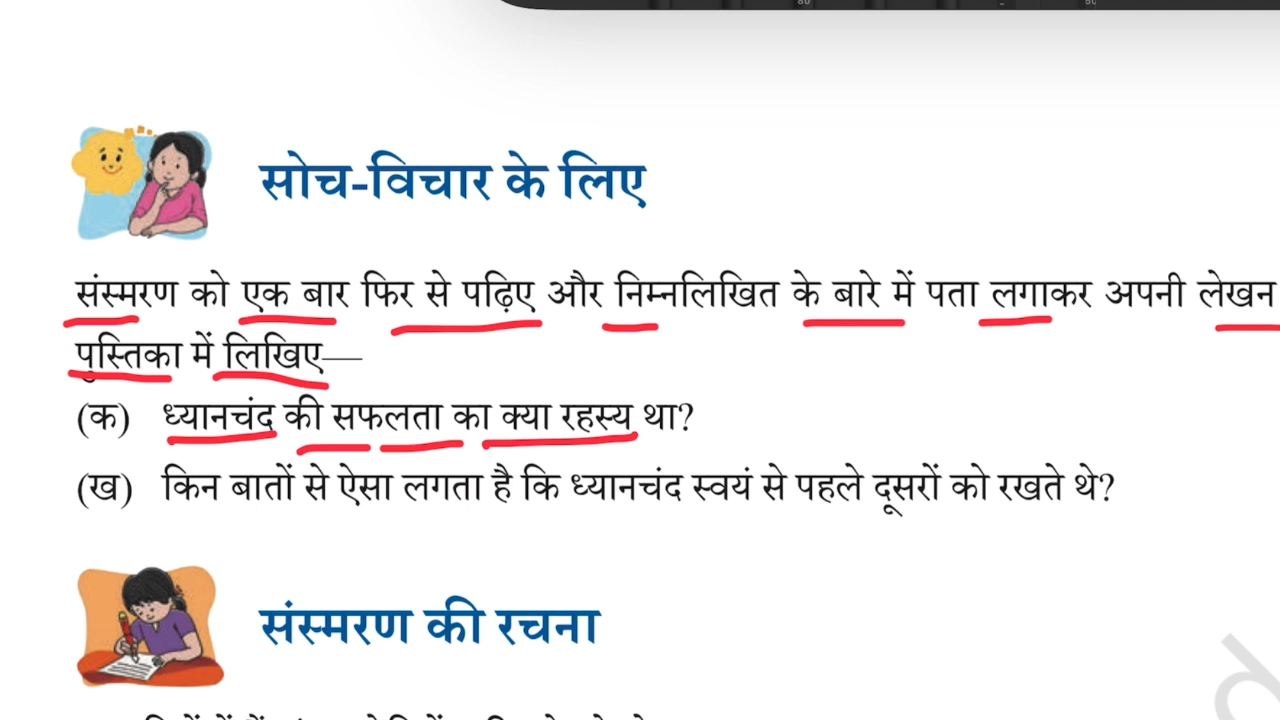 सोच-विचार के लिए
संस्मरण को एक बार फिर से पढ़िए और निम्नलिखित के बारे में पता लगाकर अपनी लेखन
पुस्तिका में लिखिए—
(क) ध्यानचंद की सफलता का क्या रहस्य था?
(ख) किन बातों से ऐसा लगता है कि ध्यानचंद स्वयं से पहले दूसरों को रखते थे?
संस्मरण की रचना